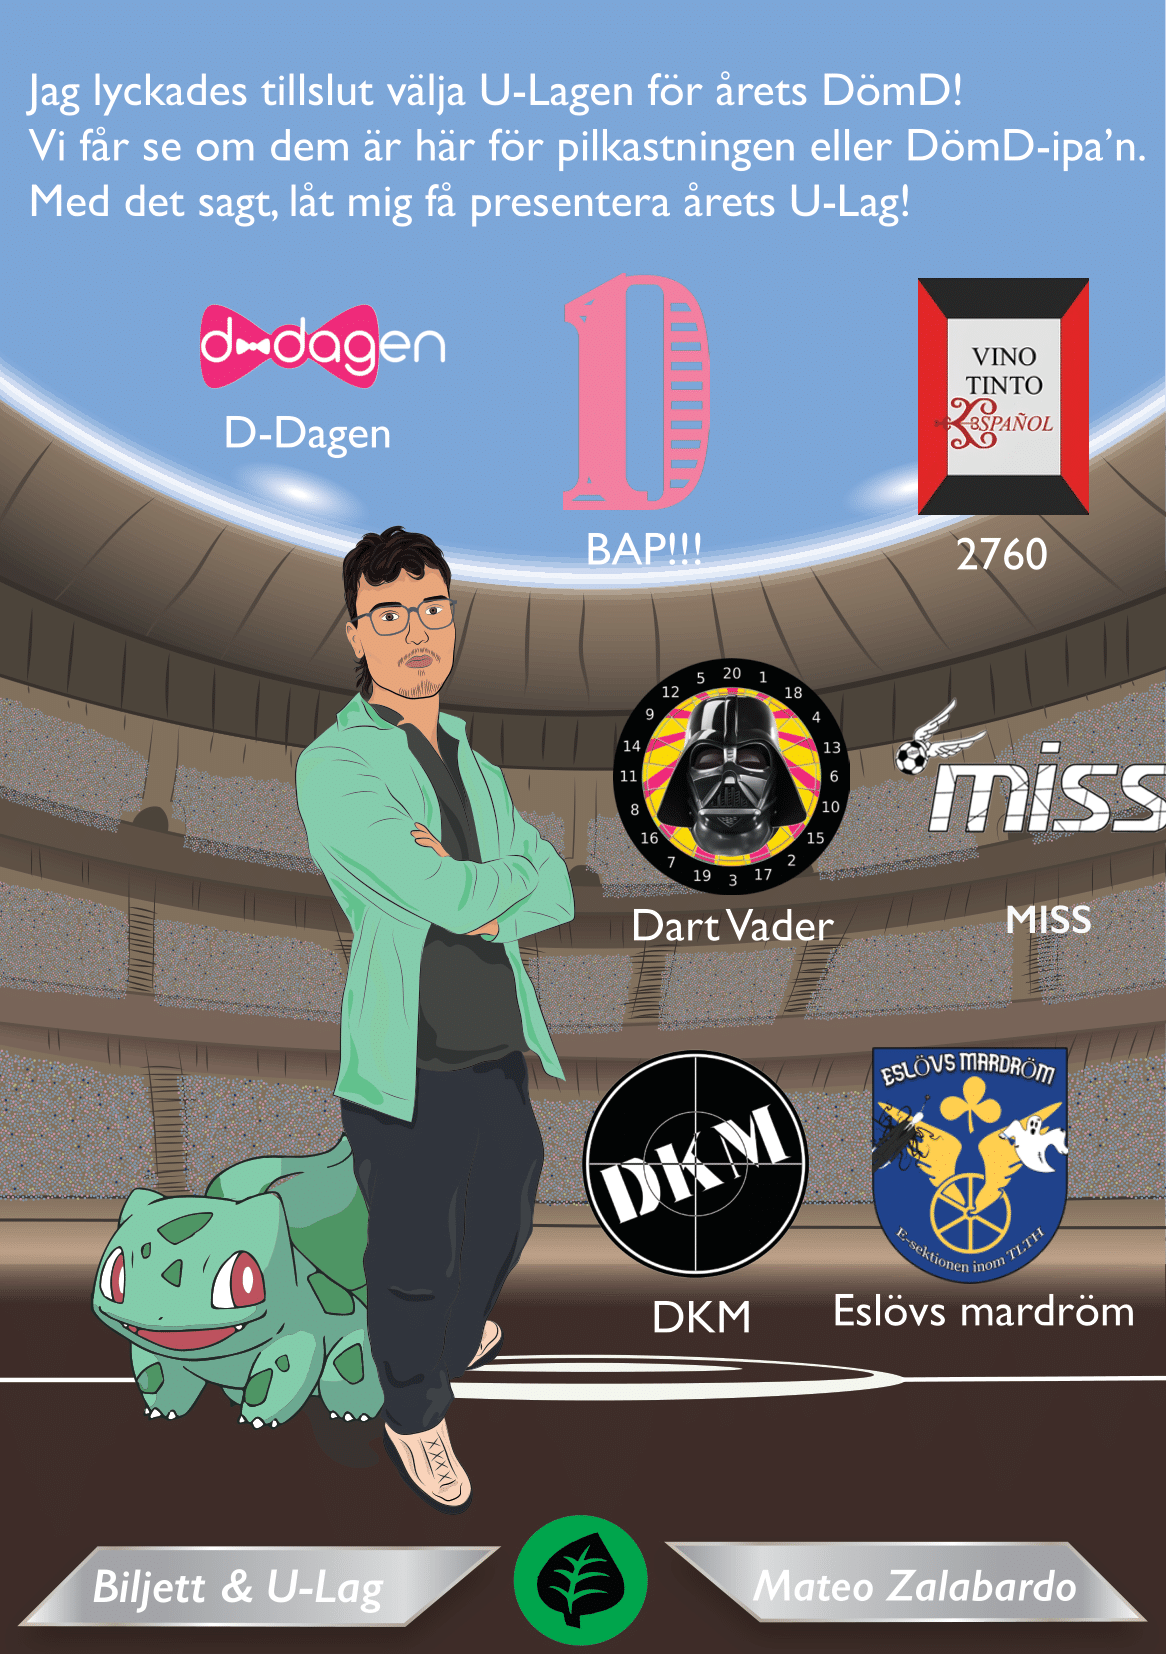 Jag lyckades tillslut välja U-Lagen för årets DömD!
Vi får se om dem är här för pilkastningen eller DömD-ipa’n.
Med det sagt, låt mig få presentera årets U-Lag!
d dagen
D-Dagen
D
BAP!!!
VINO
TINTO
ESPAÑOL
2760
20 1 18 4 13 6 10 15 2 17 3 19 7 16 8 11 14 9 12 5
Dart Vader
miss
MISS
DKM
DKM
ESLÖVS MARDRÖM
E-sektionen inom TLTH
Eslövs mardröm
Biljett & U-Lag
Mateo Zalabardo